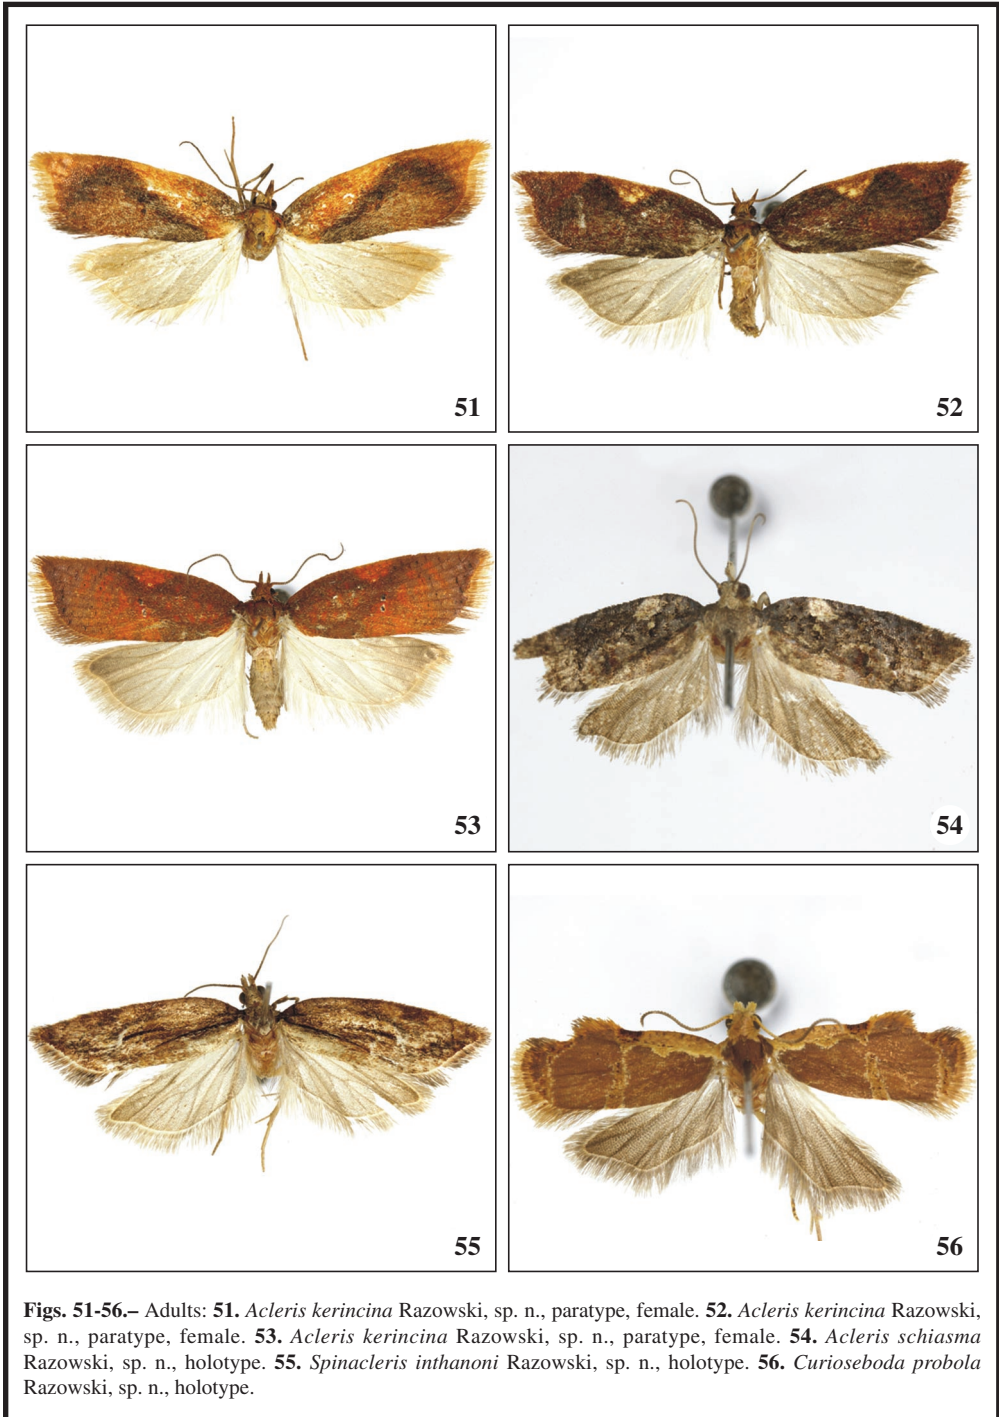 51
52
53
54
55
56
Figs. 51-56.– Adults: 51. Acleris kerincina Razowski, sp. n., paratype, female. 52. Acleris kerincina Razowski,
sp. n., paratype, female. 53. Acleris kerincina Razowski, sp. n., paratype, female. 54. Acleris schiasma
Razowski, sp. n., holotype. 55. Spinacleris inthanoni Razowski, sp. n., holotype. 56. Curioseboda probola
Razowski, sp. n., holotype.